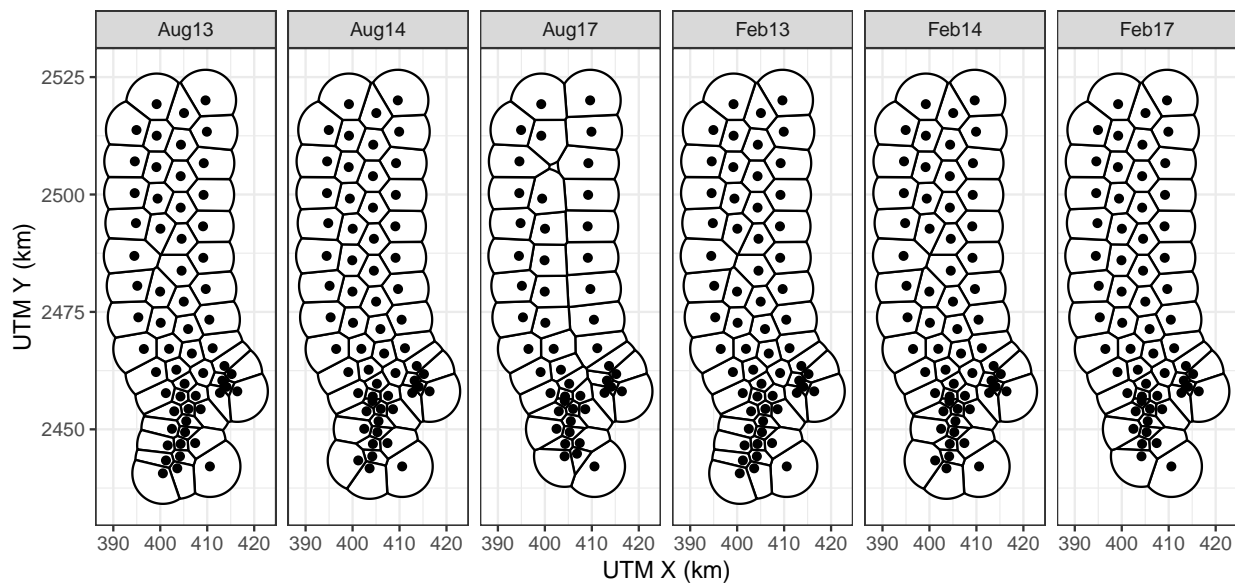 Aug13 Aug14 Aug17 Feb13 Feb14 Feb17
2525
2500
2475
2450
UTM Y (km)
390 400 410 420 390 400 410 420 390 400 410 420 390 400 410 420 390 400 410 420 390 400 410 420
UTM X (km)